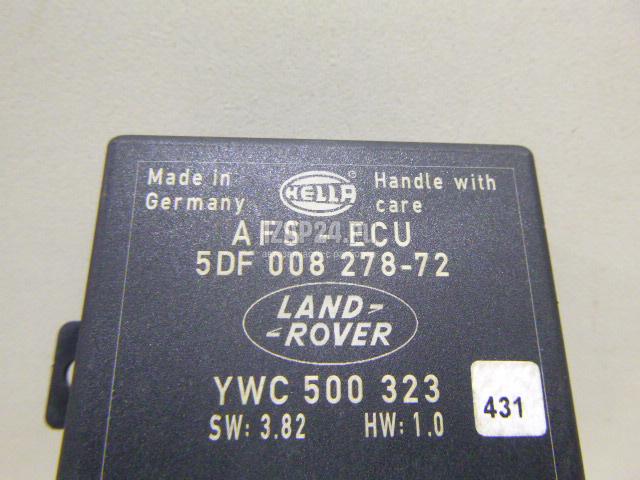 Made in
Germany
HELLA
®
Handle with
care
AFS - ECU
5DF 008 278-72
LAND-
-ROVER
YWC 500 323
431
SW: 3.82 HW: 1.0